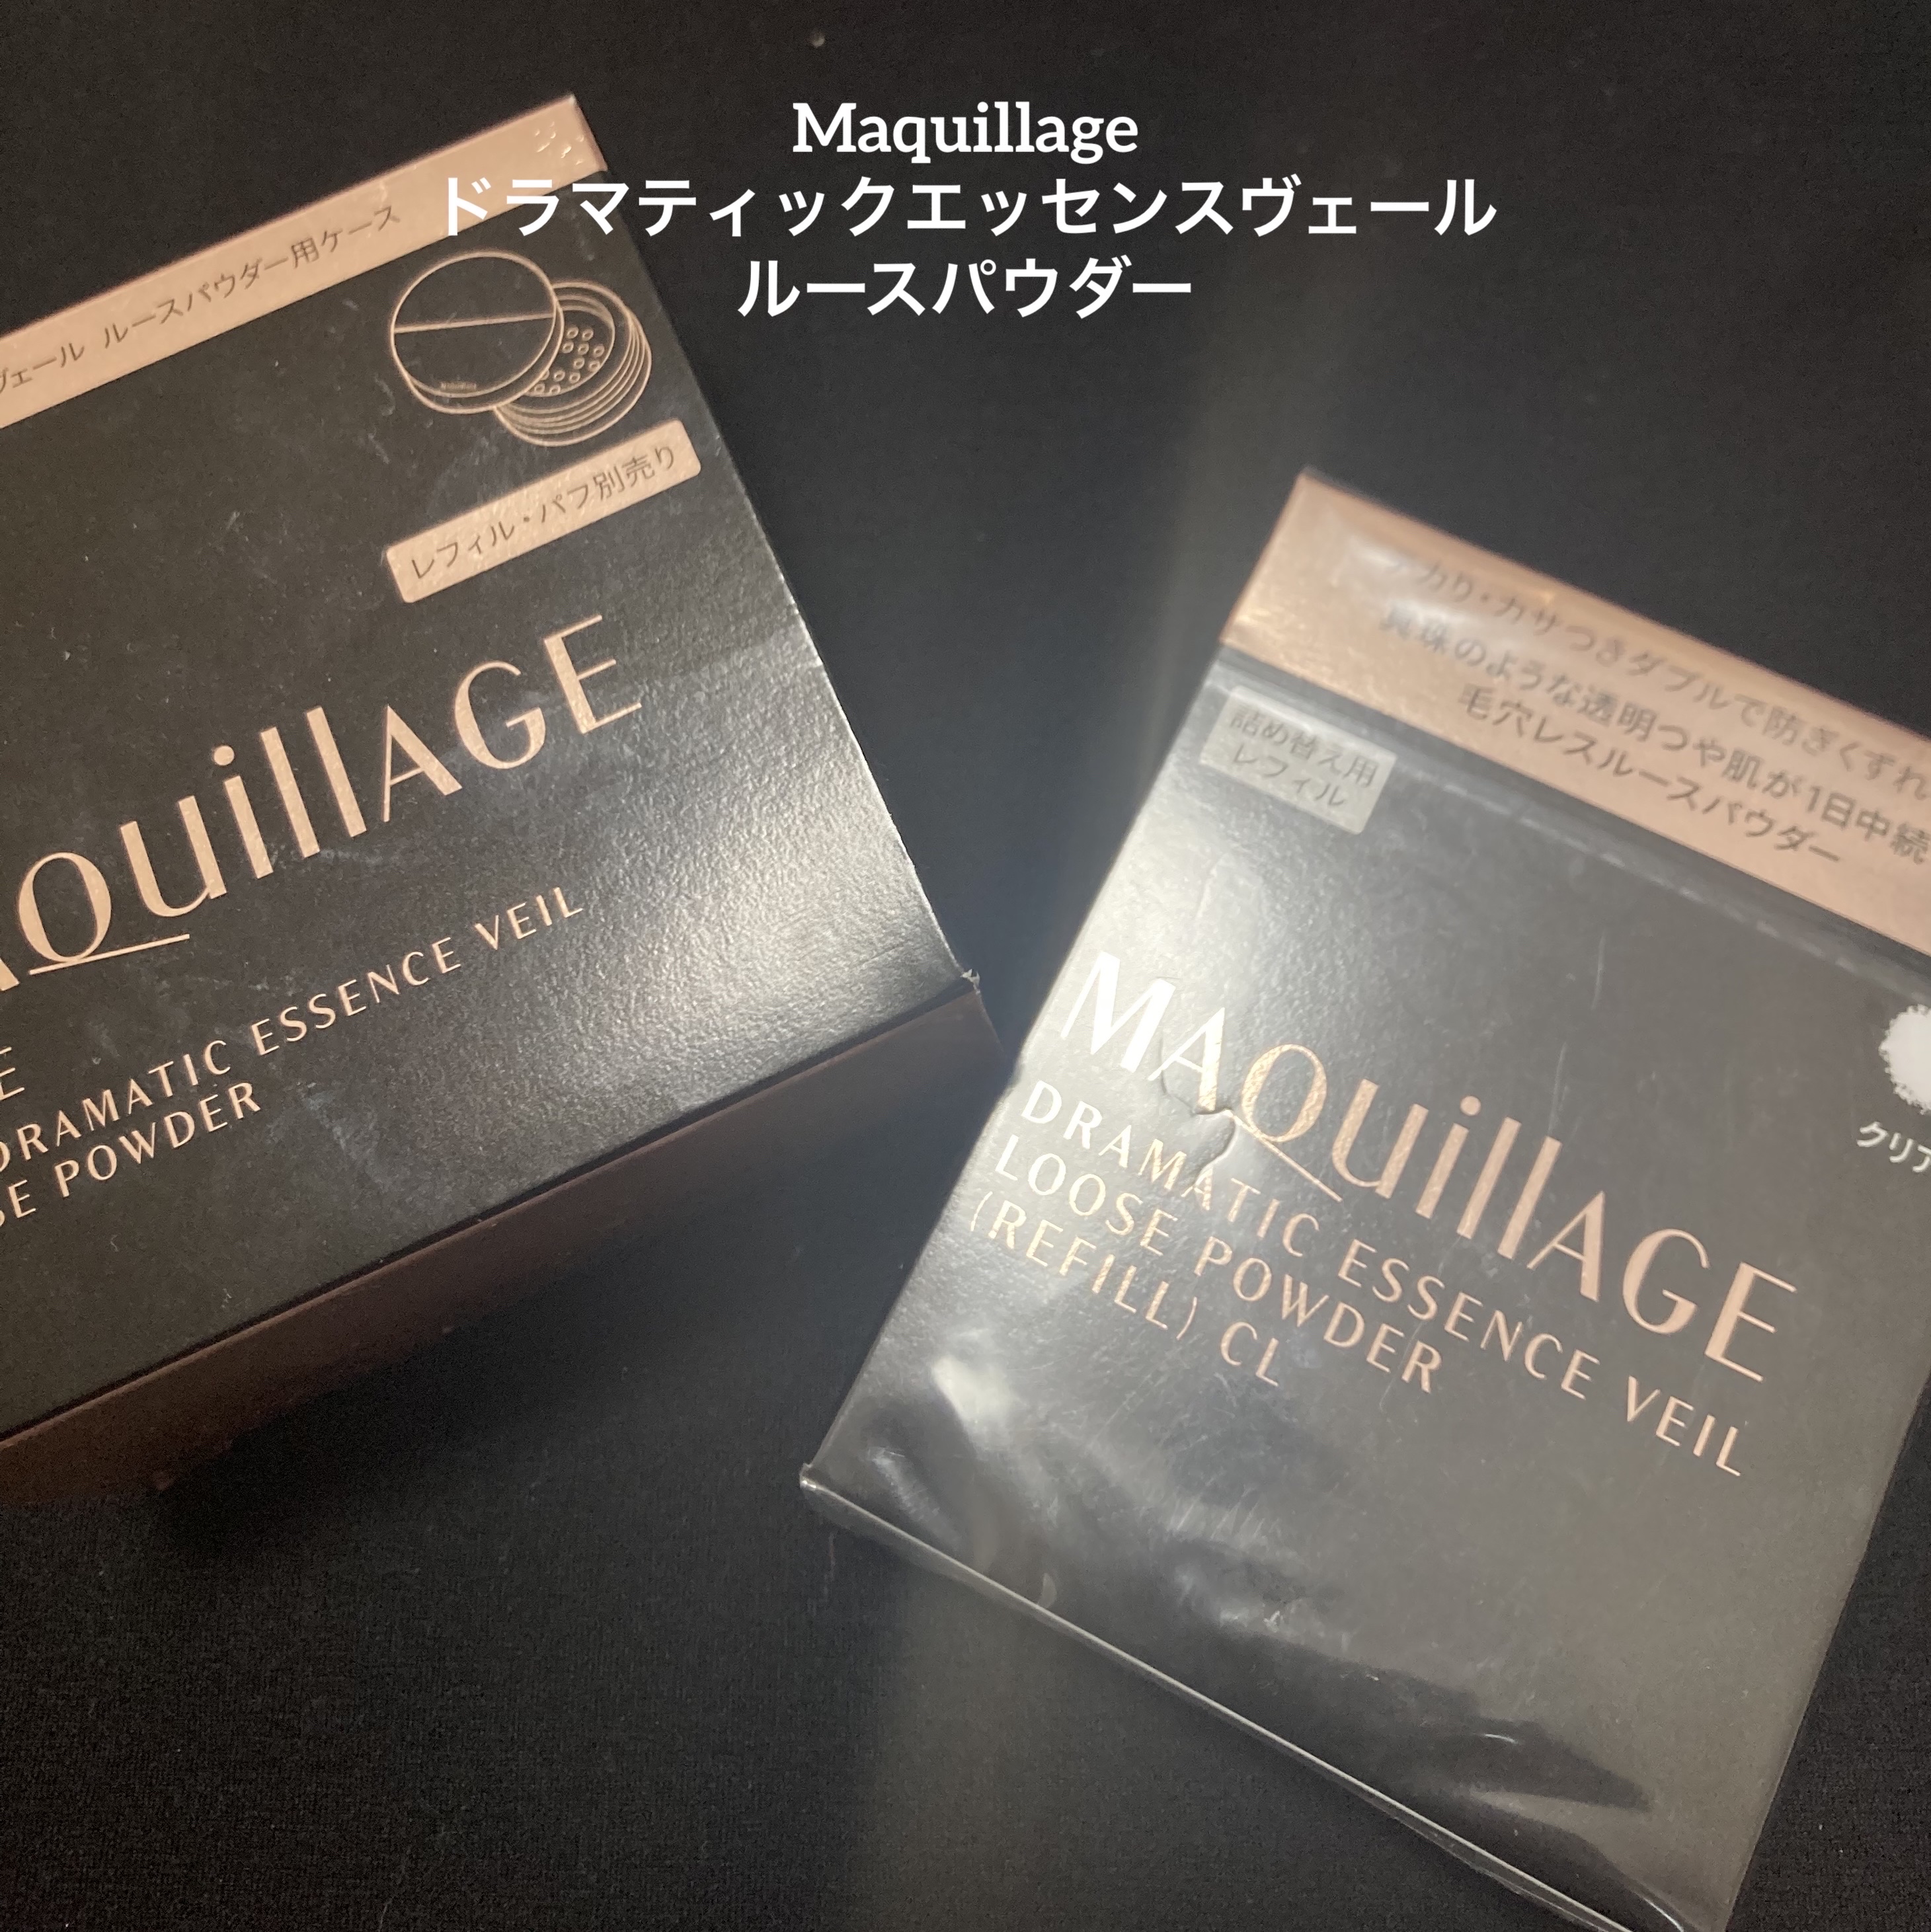 Maquillage
ドラマティックエッセンスヴェール
ルースパウダー
ヴェール ルースパウダー用ケース
レフィル・パフ別売り
MAQuillAGE
DRAMATIC ESSENCE VEIL
POWDER
テカリ・カサつきダブルで防ぎくずれ
真珠のような透明つや肌が1日中続
毛穴レスルースパウダー
詰め替え用
レフィル
クリア
MAQuillAGE
DRAMATIC ESSENCE VEIL
LOOSE POWDER
(REFILL) CL